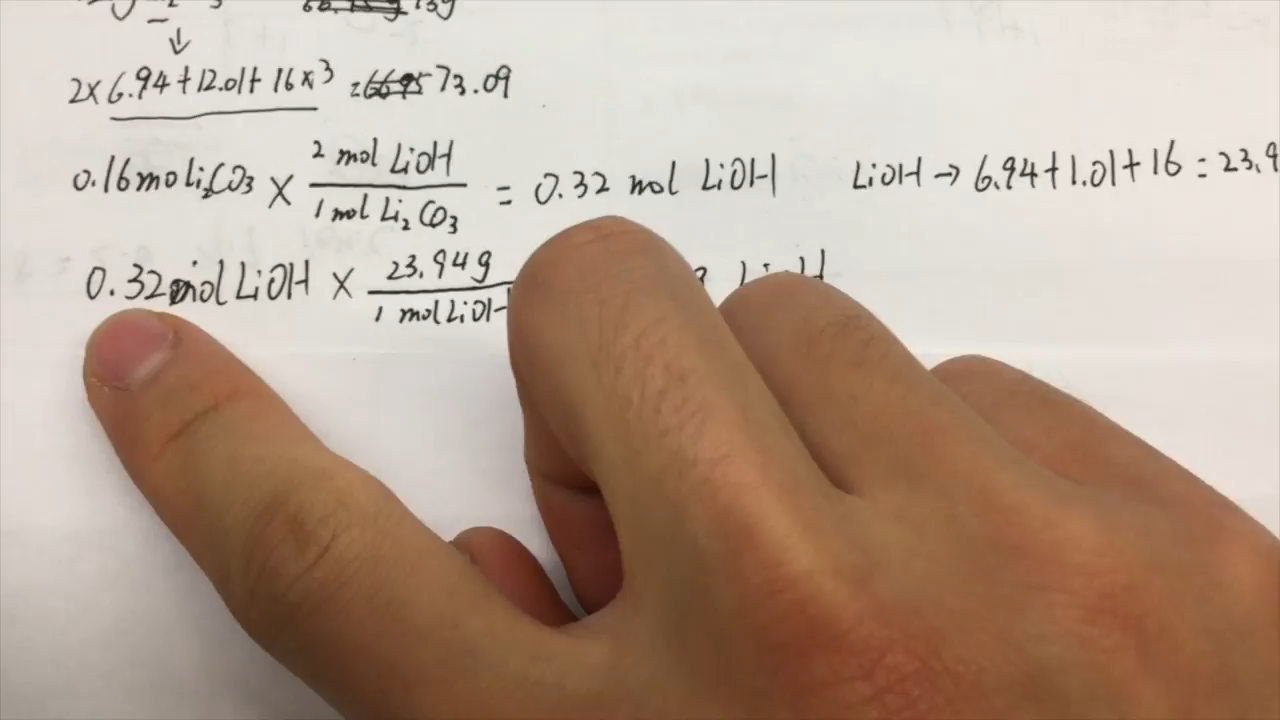 2×6.94+12.01+16×3 = 73.09
0.16mol Li₂CO₃ × 2 mol LiOH / 1 mol Li₂CO₃ = 0.32 mol LiOH LiOH → 6.94+1.01+16 = 23.9
0.32 mol LiOH × 23.94g / 1 mol LiOH